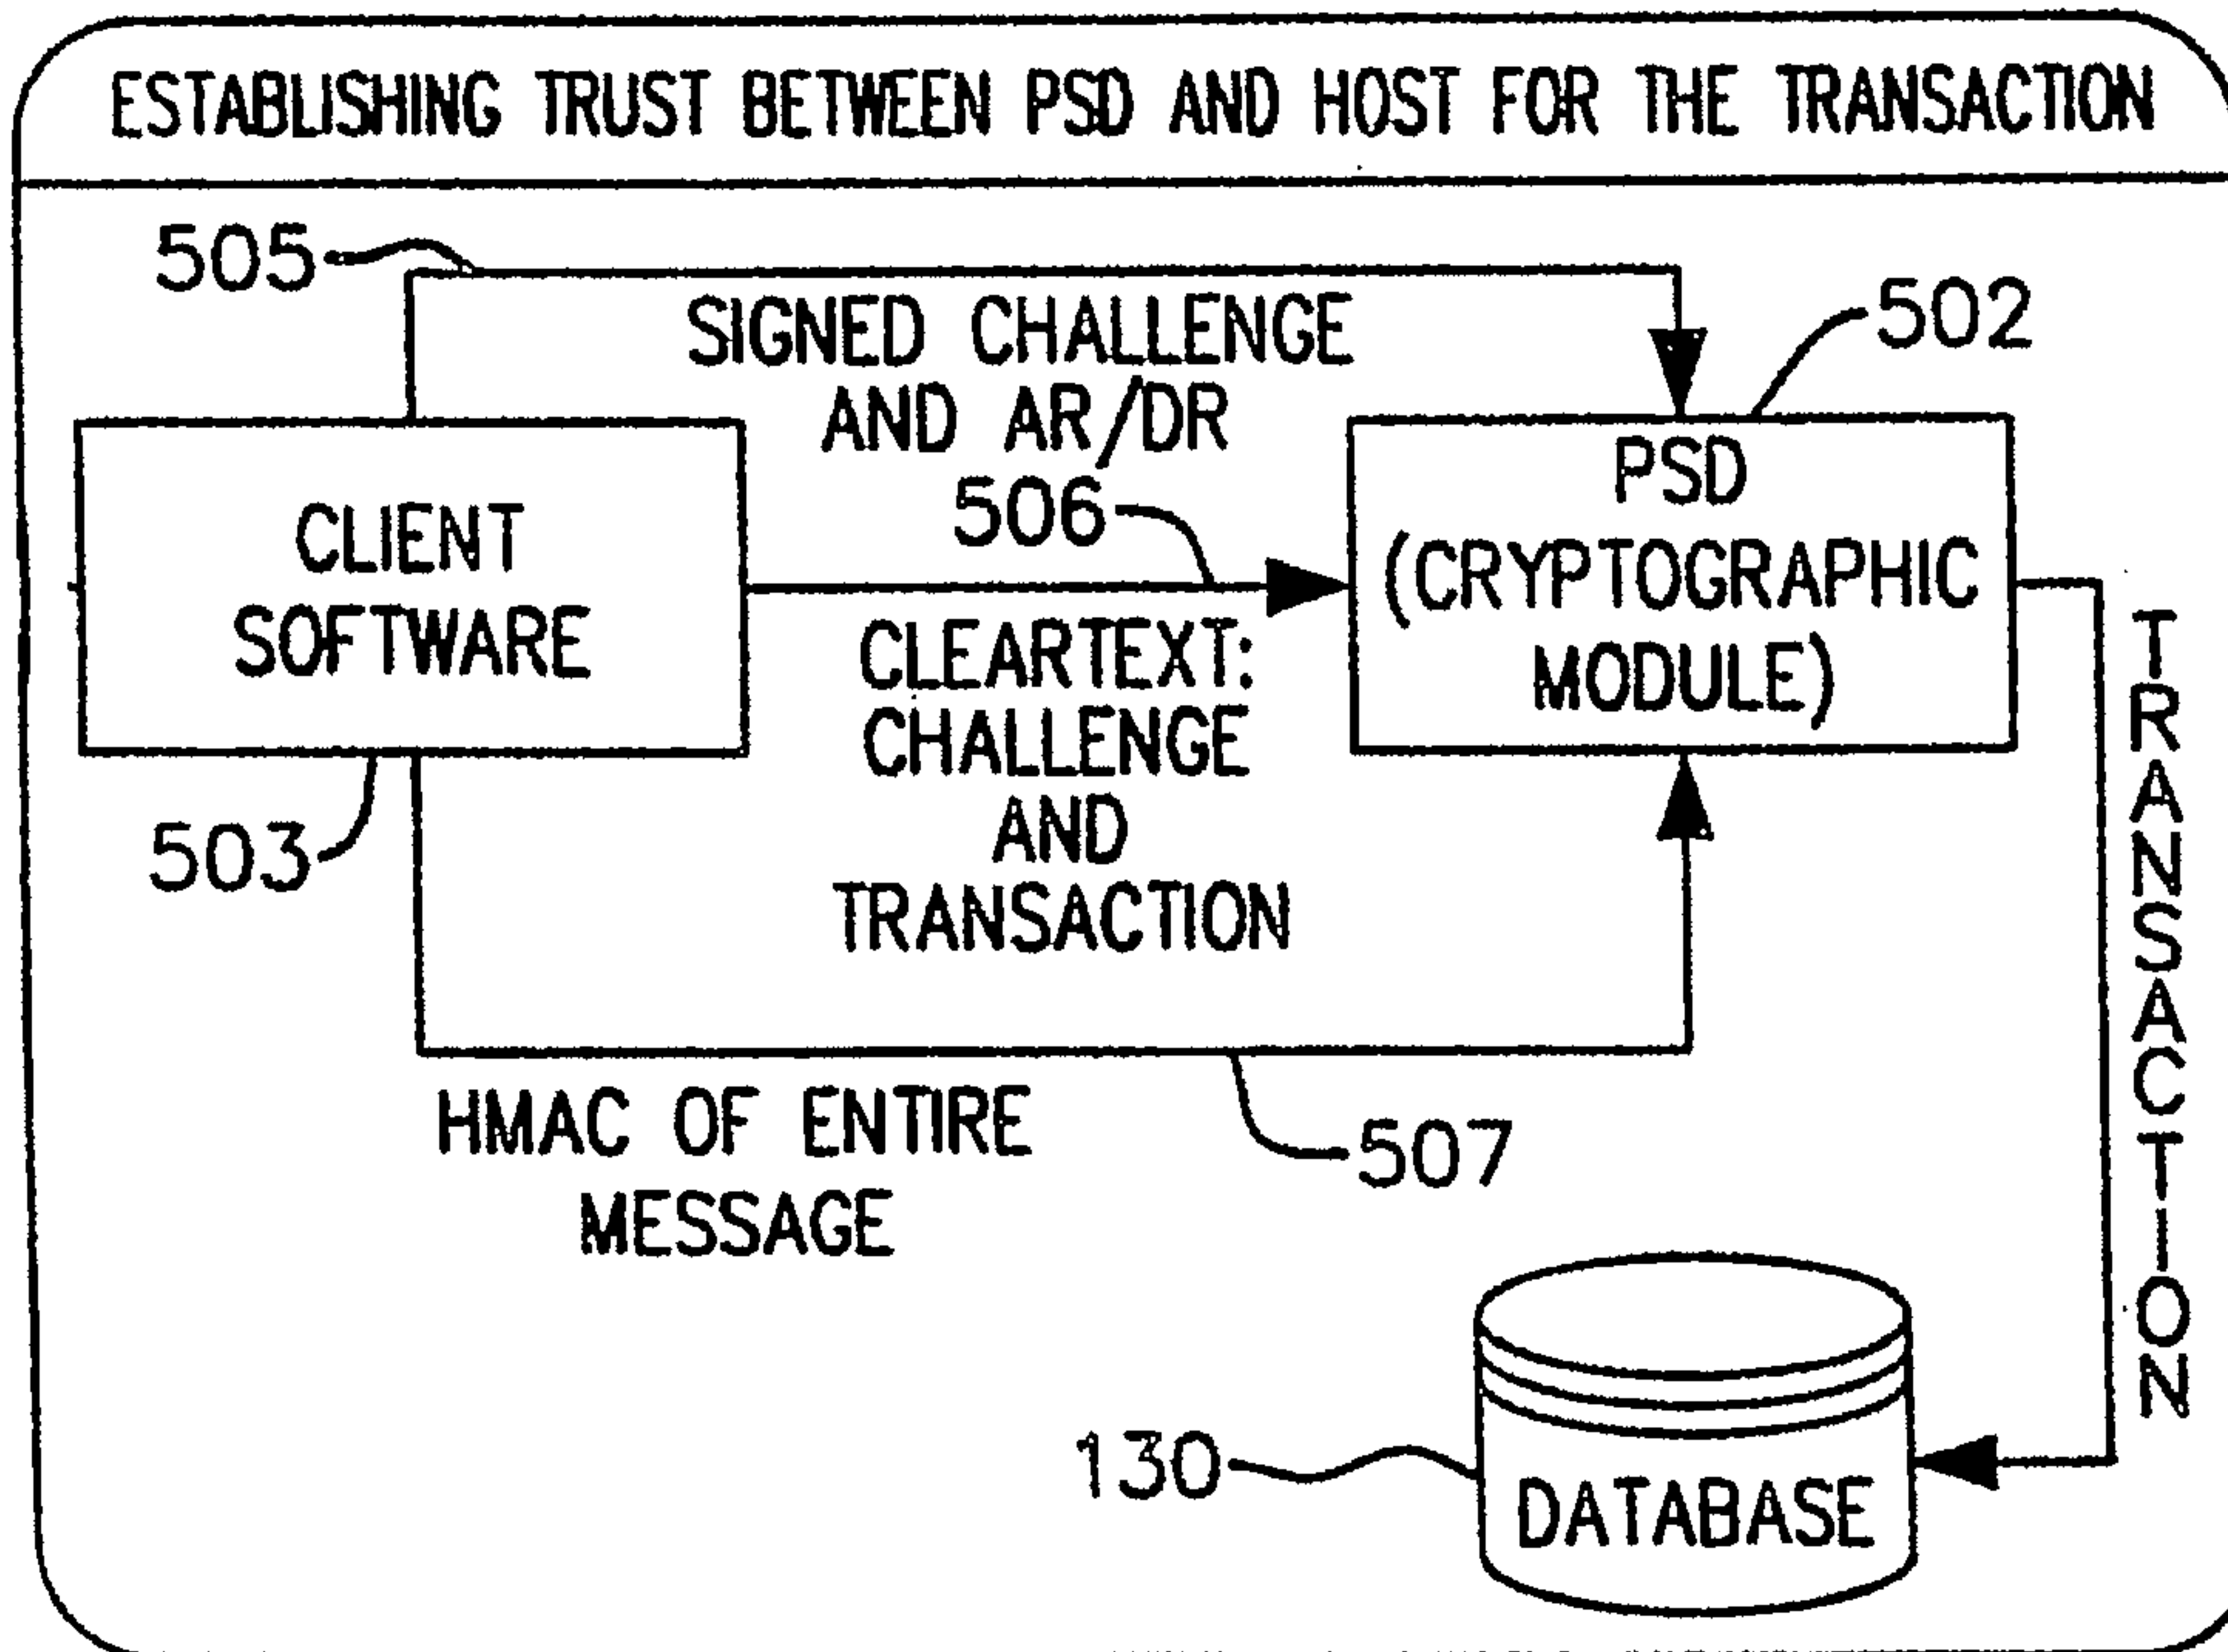 ESTABLISHING TRUST BETWEEN PSD AND HOST FOR THE TRANSACTION
505
SIGNED CHALLENGE
AND AR/DR
502
506
CLIENT
SOFTWARE
PSD
(CRYPTOGRAPHIC
MODULE)
CLEARTEXT:
CHALLENGE
AND
TRANSACTION
503
TRANSACTION
HMAC OF ENTIRE
MESSAGE
507
130
DATABASE